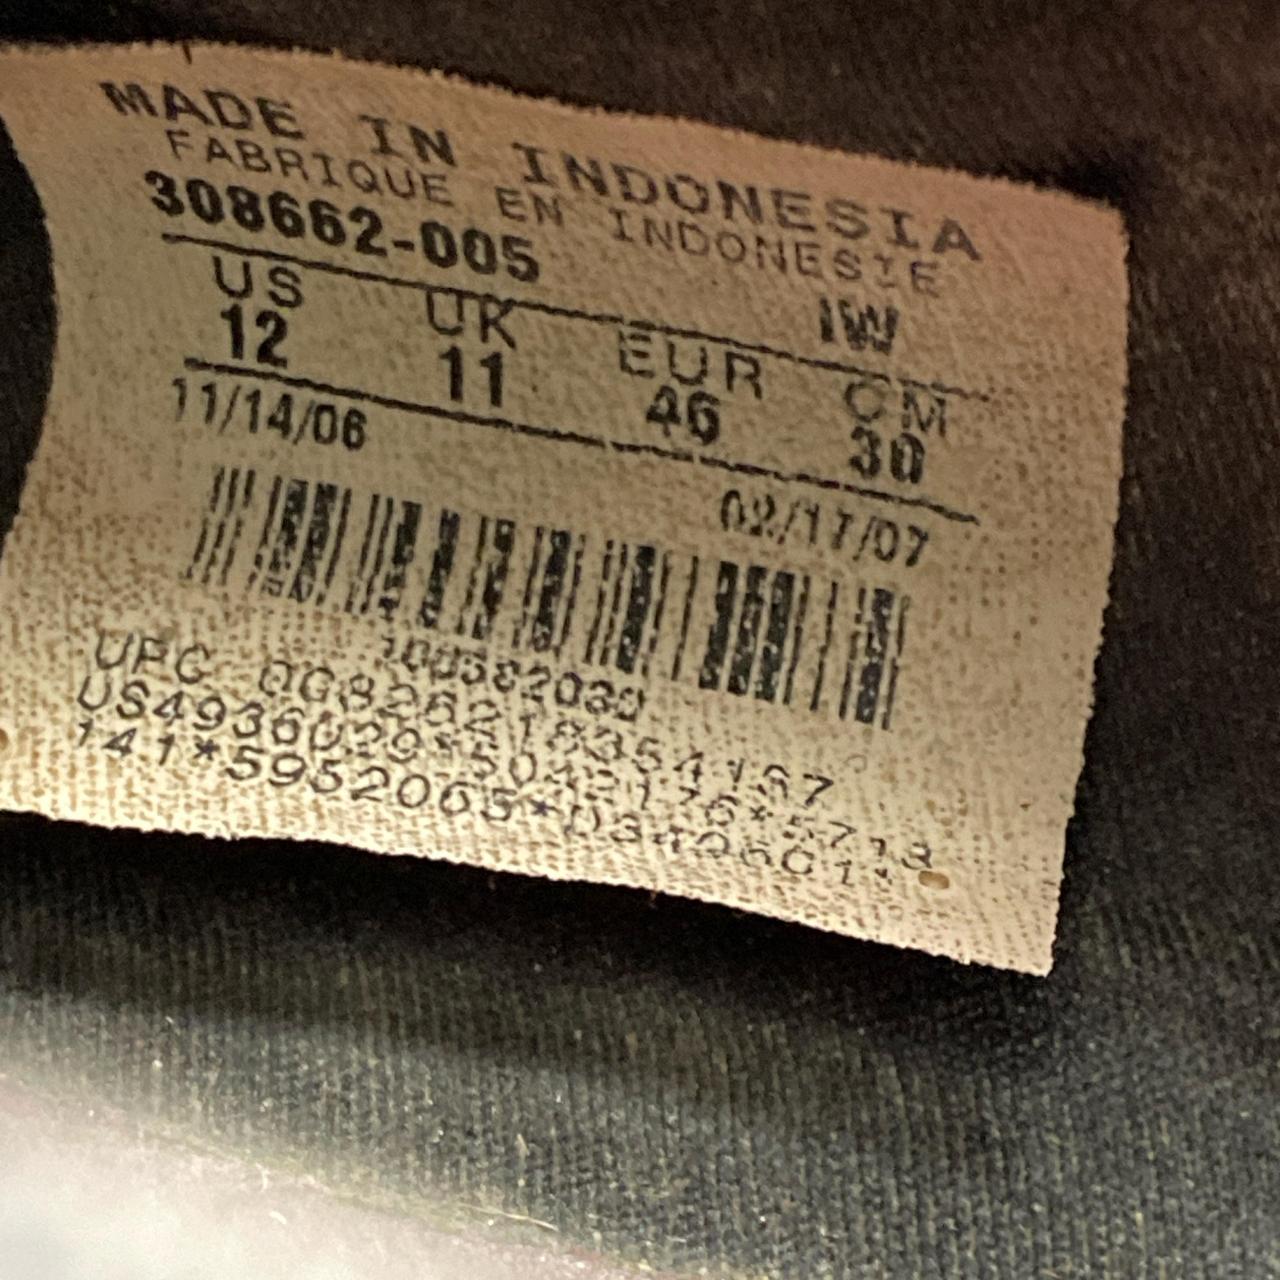 MADE IN INDONESIA
FABRIQUE EN INDONESIE
308662-005
IW
US UK EUR CM
12 11 46 30
11/14/06 02/17/07
UPC